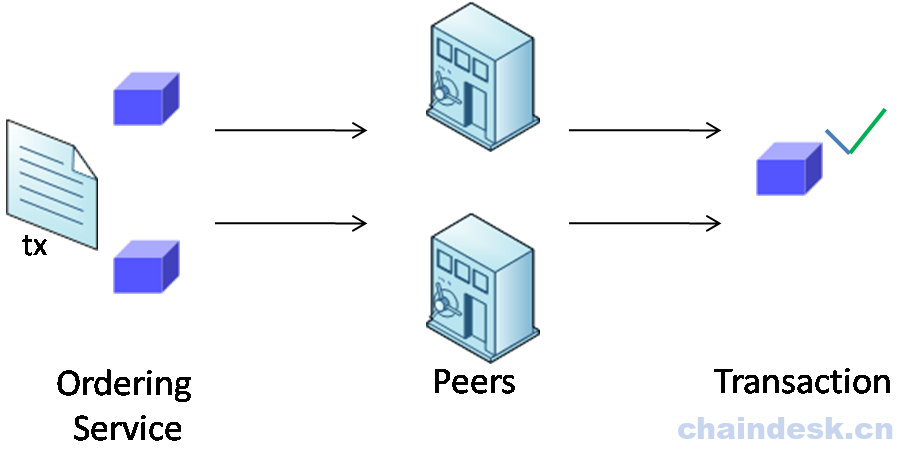 tx
Ordering
Service
Peers
Transaction
chaindesk.cn